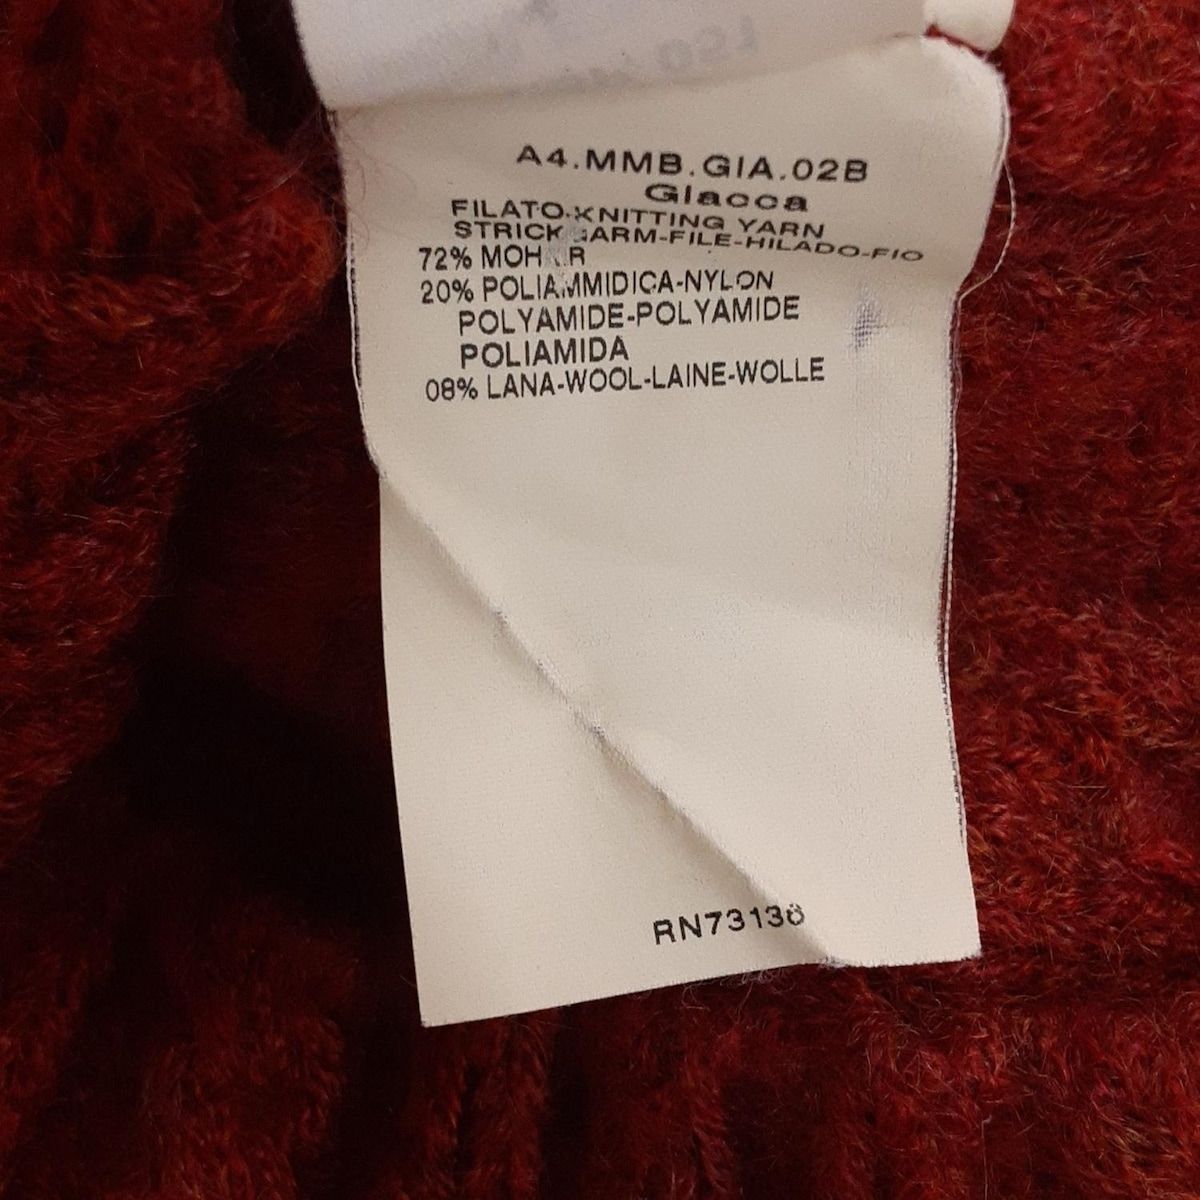 A4.MMB.GIA.02B
Giacca
FILATO-KNITTING YARN
STRICKGARM-FILE-HILADO-FIO
72% MOHAIR
20% POLIAMMIDICA-NYLON
POLYAMIDE-POLYAMIDE
POLIAMIDA
08% LANA-WOOL-LAINE-WOLLE